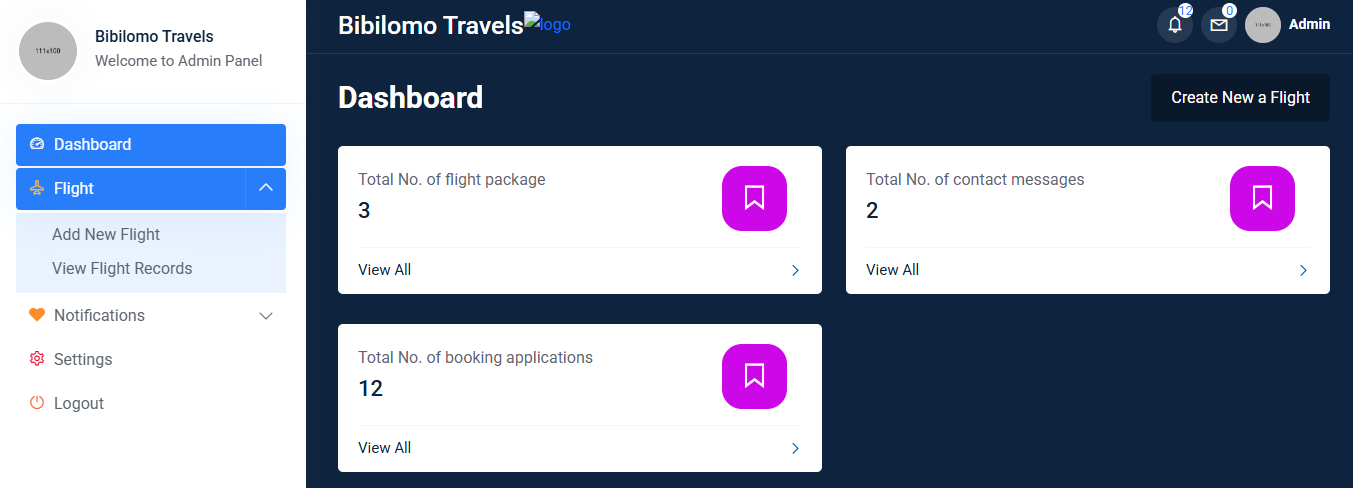 111x100
Bibilomo Travels
Welcome to Admin Panel
Dashboard
Flight
Add New Flight
View Flight Records
Notifications
Settings
Logout
Bibilomo Travels logo
12
0
Admin
Dashboard
Create New a Flight
Total No. of flight package
3
View All
Total No. of contact messages
2
View All
Total No. of booking applications
12
View All